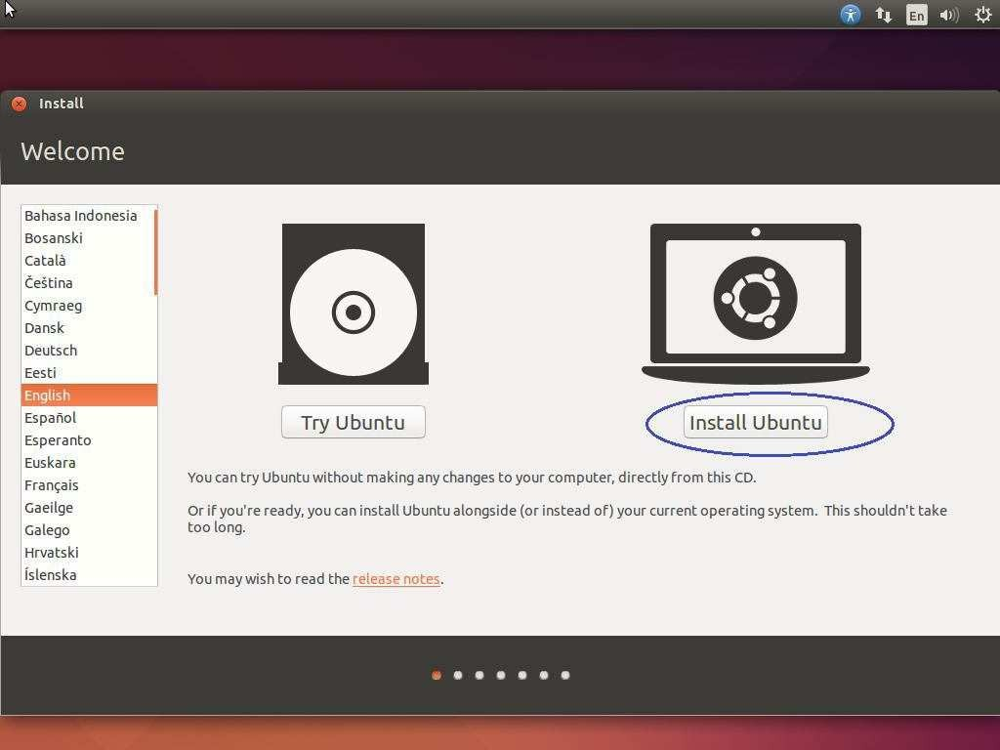 En
Install
Welcome
Bahasa Indonesia
Bosanski
Català
Čeština
Cymraeg
Dansk
Deutsch
Eesti
English
Español
Esperanto
Euskara
Français
Gaeilge
Galego
Hrvatski
Íslenska
Try Ubuntu
Install Ubuntu
You can try Ubuntu without making any changes to your computer, directly from this CD.
Or if you're ready, you can install Ubuntu alongside (or instead of) your current operating system.  This shouldn't take
too long.
You may wish to read the release notes.